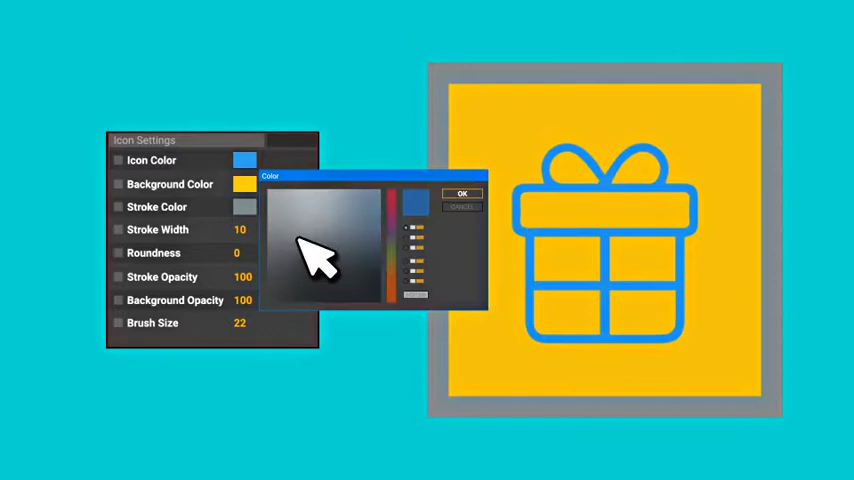 Icon Settings
Icon Color
Background Color
Stroke Color
Stroke Width 10
Roundness 0
Stroke Opacity 100
Background Opacity 100
Brush Size 22
Color
OK
CANCEL